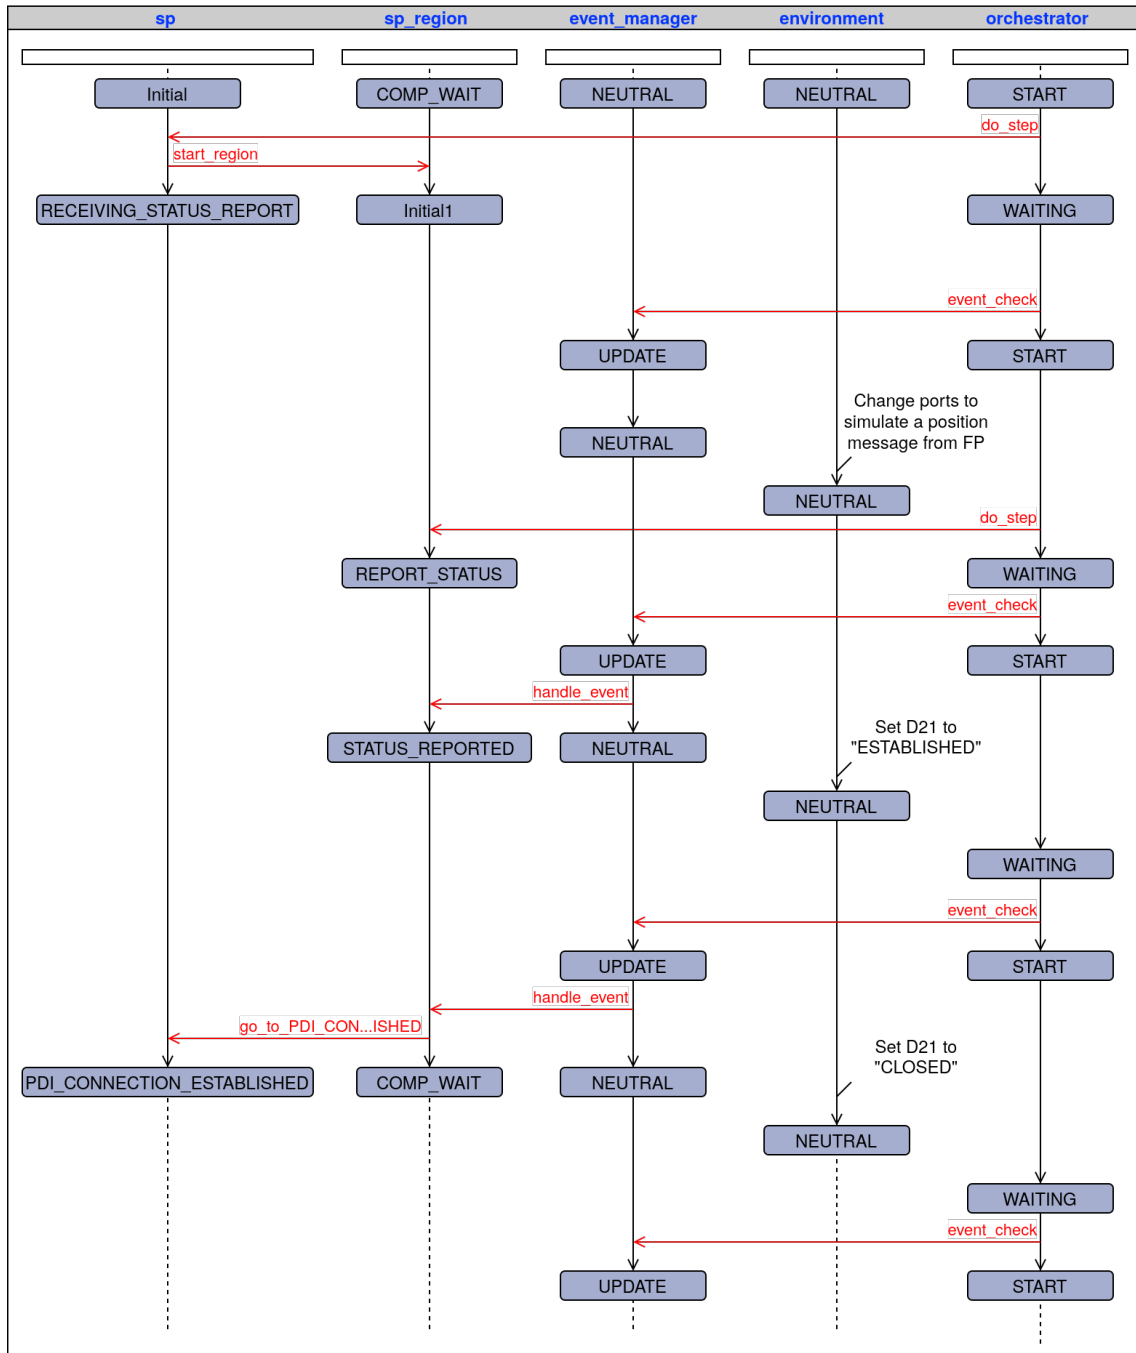 sp sp_region event_manager environment orchestrator
Initial COMP_WAIT NEUTRAL NEUTRAL START
do_step
start_region
RECEIVING_STATUS_REPORT Initial1 WAITING
event_check
UPDATE START
Change ports to
simulate a position
message from FP
NEUTRAL
NEUTRAL
do_step
REPORT_STATUS WAITING
event_check
UPDATE START
handle_event
Set D21 to
"ESTABLISHED"
STATUS_REPORTED NEUTRAL
NEUTRAL
WAITING
event_check
UPDATE START
handle_event
go_to_PDI_CON...ISHED
Set D21 to
"CLOSED"
PDI_CONNECTION_ESTABLISHED COMP_WAIT NEUTRAL
NEUTRAL
WAITING
event_check
UPDATE START